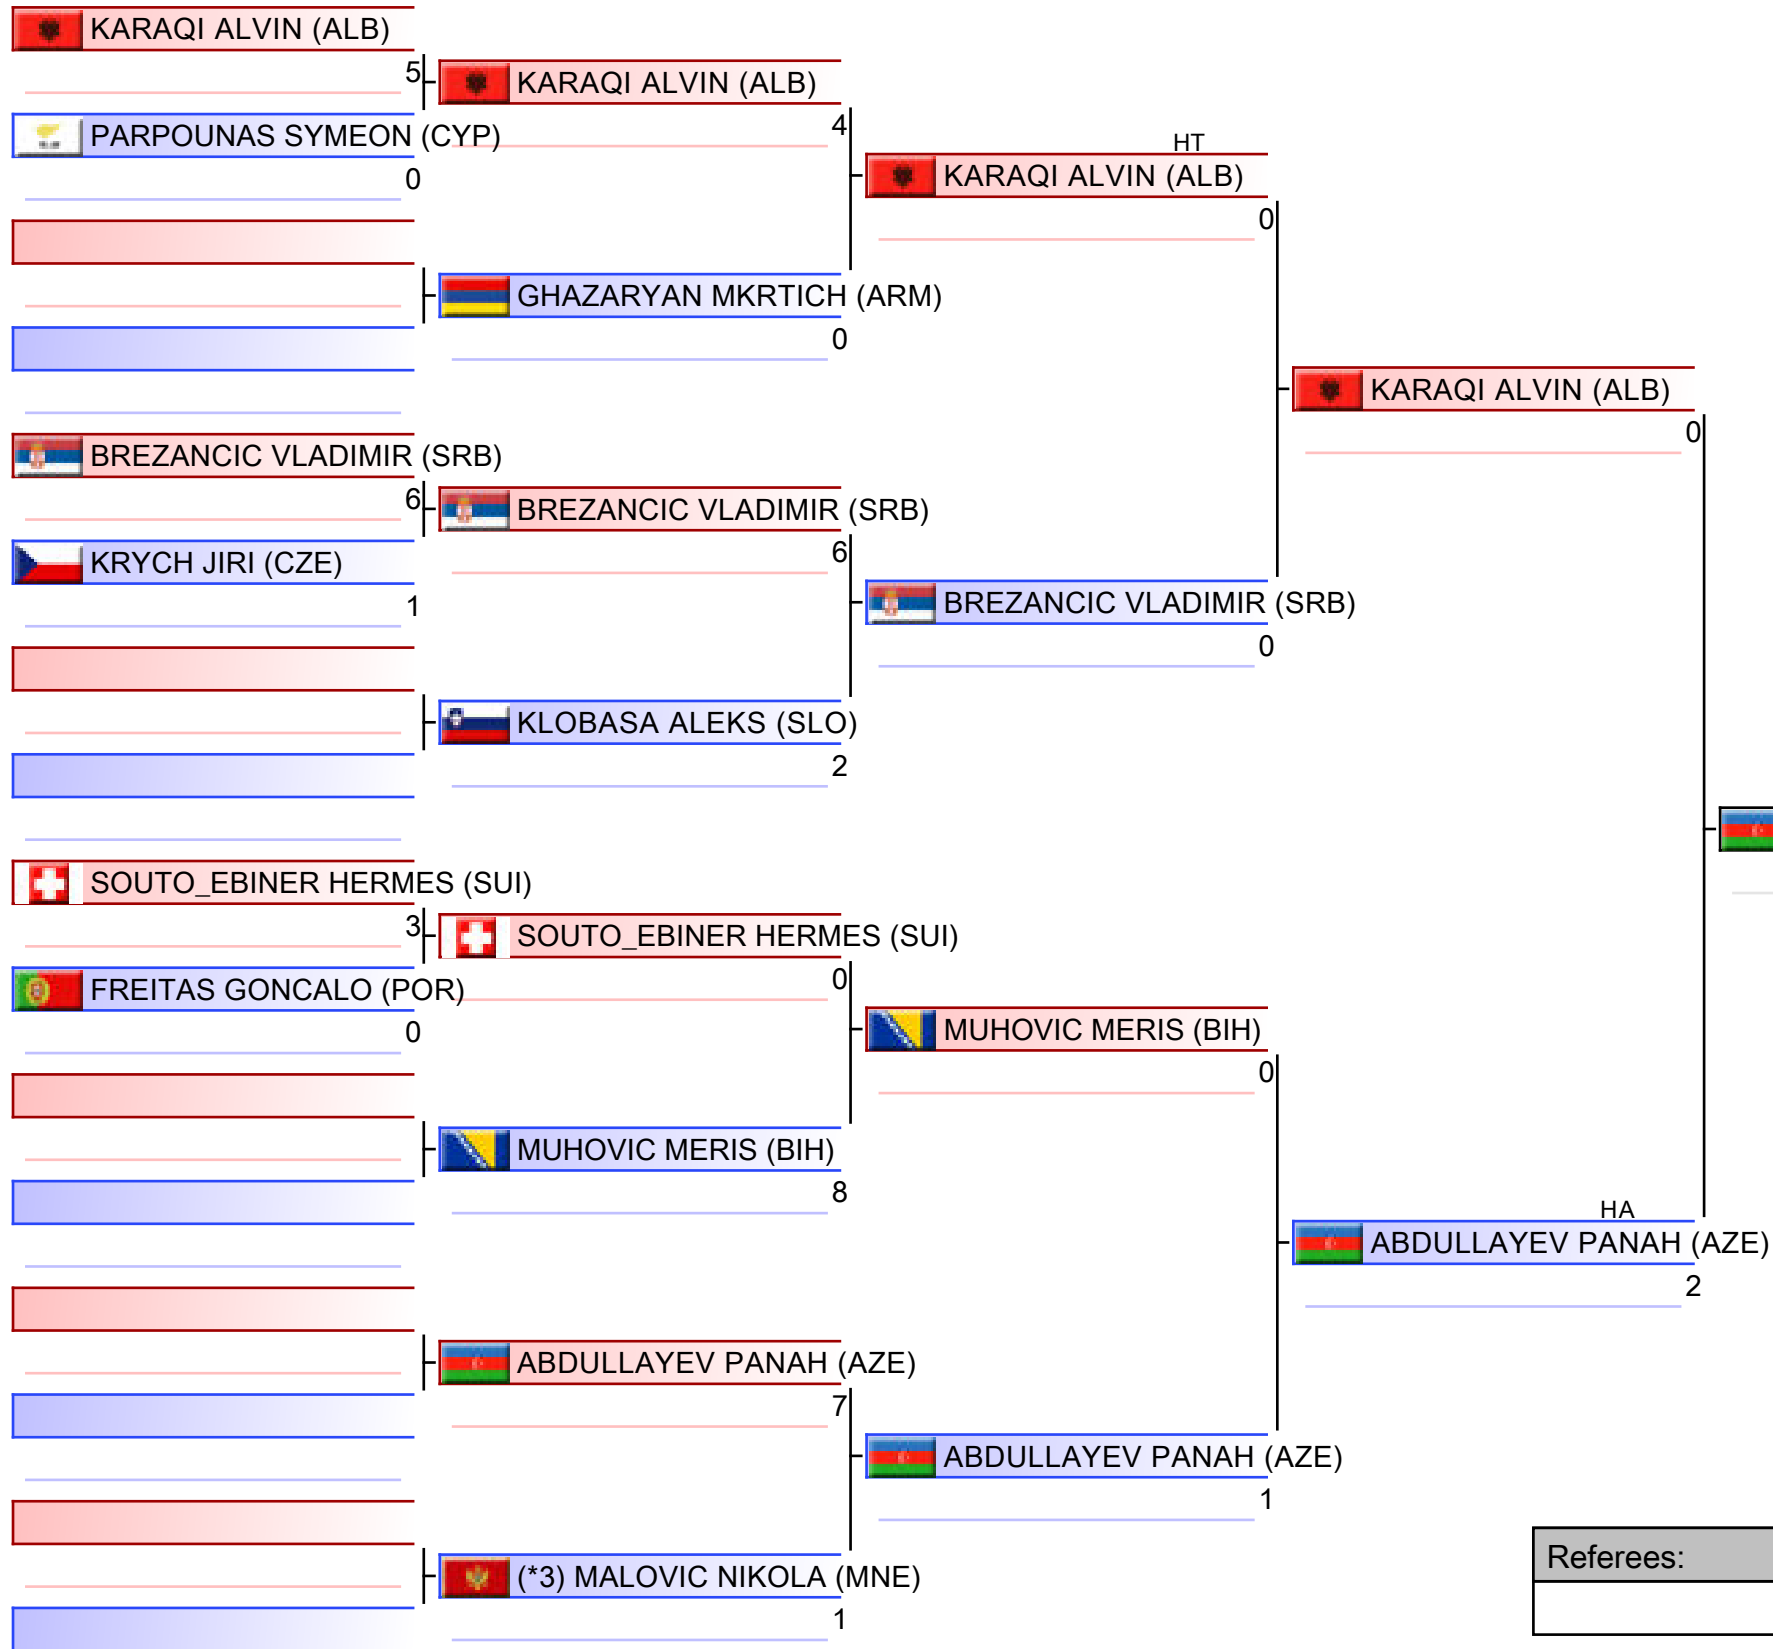 KARAQI ALVIN (ALB)
5
PARPOUNAS SYMEON (CYP)
0
BREZANCIC VLADIMIR (SRB)
6
KRYCH JIRI (CZE)
1
SOUTO_EBINER HERMES (SUI)
3
FREITAS GONCALO (POR)
0
KARAQI ALVIN (ALB)
4
GHAZARYAN MKRTICH (ARM)
0
BREZANCIC VLADIMIR (SRB)
6
KLOBASA ALEKS (SLO)
2
SOUTO_EBINER HERMES (SUI)
0
MUHOVIC MERIS (BIH)
8
ABDULLAYEV PANAH (AZE)
7
(*3) MALOVIC NIKOLA (MNE)
1
HT
KARAQI ALVIN (ALB)
0
BREZANCIC VLADIMIR (SRB)
0
MUHOVIC MERIS (BIH)
0
ABDULLAYEV PANAH (AZE)
1
KARAQI ALVIN (ALB)
0
HA
ABDULLAYEV PANAH (AZE)
2
Referees: